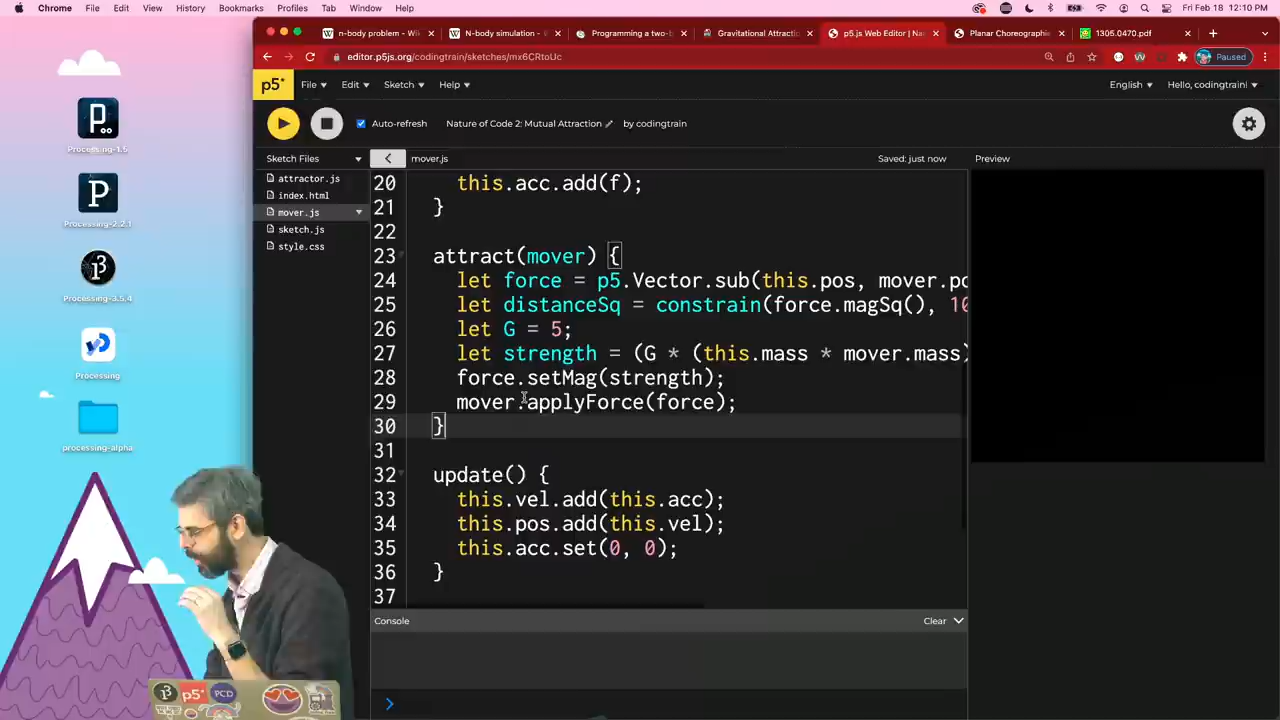 Chrome File Edit View History Bookmarks Profiles Tab Window Help Fri Feb 18 12:10 PM
n-body problem - Wi N-body simulation - W Programming a two-b Gravitational Attractio p5.js Web Editor | Na Planar Choreographie 1305.0470.pdf
editor.p5js.org/codingtrain/sketches/mx6CRtoUc Paused
p5* File Edit Sketch Help English Hello, codingtrain!
Auto-refresh Nature of Code 2: Mutual Attraction by codingtrain
Sketch Files mover.js Saved: just now Preview
attractor.js
index.html
mover.js
sketch.js
style.css
20 this.acc.add(f);
21 }
22
23 attract(mover) {
24 let force = p5.Vector.sub(this.pos, mover.po
25 let distanceSq = constrain(force.magSq(), 10
26 let G = 5;
27 let strength = (G * (this.mass * mover.mass)
28 force.setMag(strength);
29 mover.applyForce(force);
30 }
31
32 update() {
33 this.vel.add(this.acc);
34 this.pos.add(this.vel);
35 this.acc.set(0, 0);
36 }
37
Console Clear
Processing-1.5
Processing-2.2.1
Processing-3.5.4
Processing
processing-alpha
p5*
PCD